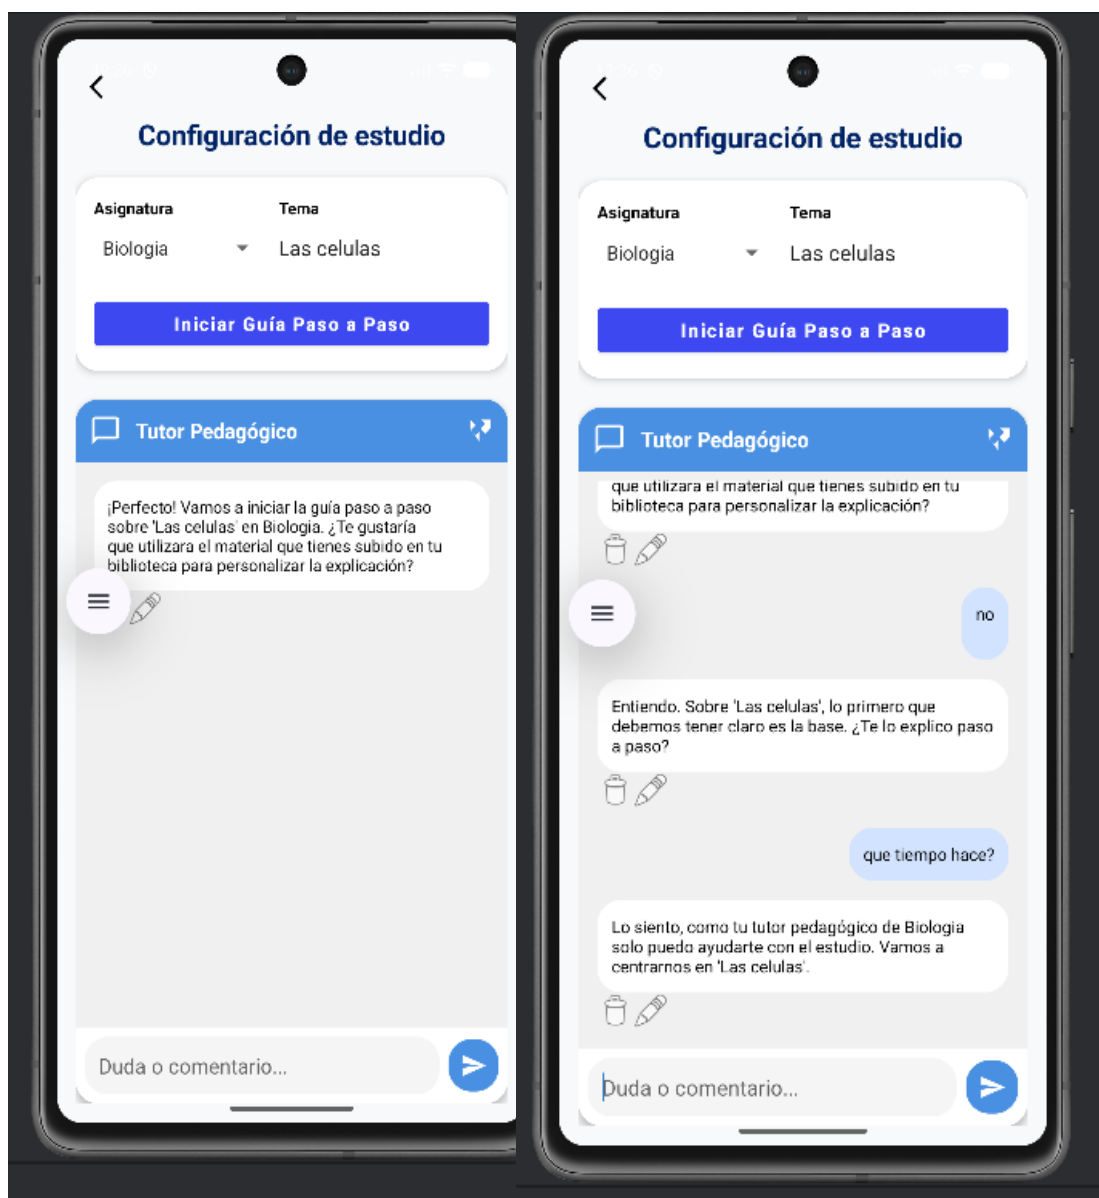 Configuración de estudio
Asignatura
Tema
Biologia
Las celulas
Iniciar Guía Paso a Paso
Tutor Pedagógico
¡Perfecto! Vamos a iniciar la guía paso a paso
sobre 'Las celulas' en Biologia. ¿Te gustaría
que utilizara el material que tienes subido en tu
biblioteca para personalizar la explicación?
Duda o comentario...
Configuración de estudio
Asignatura
Tema
Biologia
Las celulas
Iniciar Guía Paso a Paso
Tutor Pedagógico
que utilizara el material que tienes subido en tu
biblioteca para personalizar la explicación?
no
Entiendo. Sobre 'Las celulas', lo primero que
debemos tener claro es la base. ¿Te lo explico paso
a paso?
que tiempo hace?
Lo siento, como tu tutor pedagógico de Biologia
solo puedo ayudarte con el estudio. Vamos a
centrarnos en 'Las celulas'.
Duda o comentario...